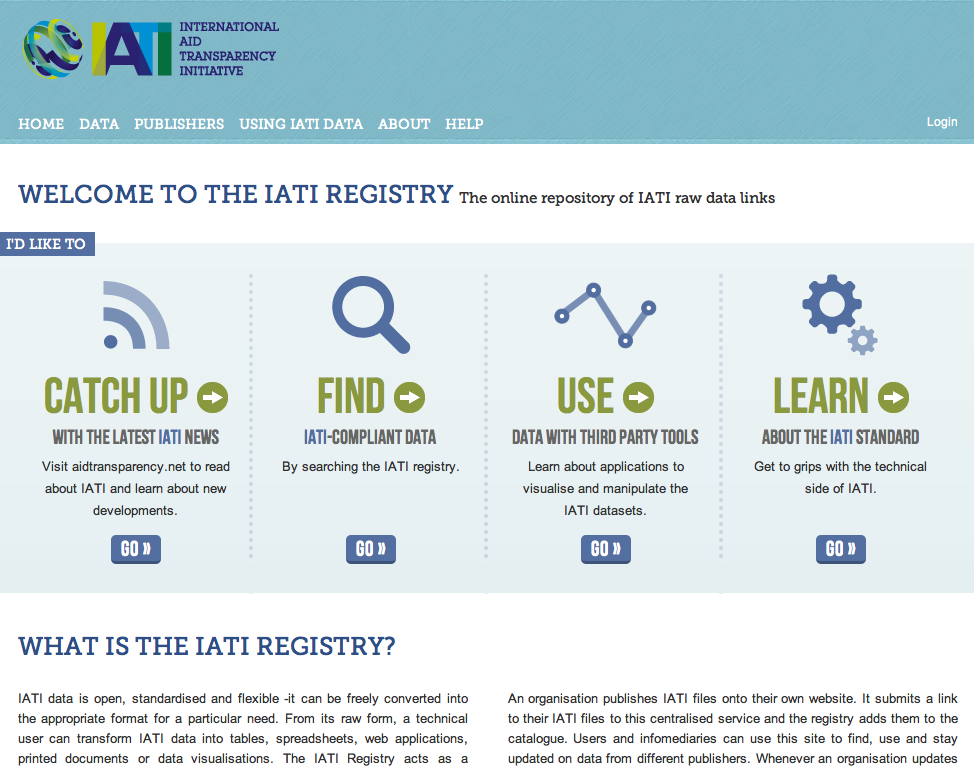 IATI
INTERNATIONAL
AID
TRANSPARENCY
INITIATIVE
HOME DATA PUBLISHERS USING IATI DATA ABOUT HELP
Login
WELCOME TO THE IATI REGISTRY The online repository of IATI raw data links
I'D LIKE TO
CATCH UP
WITH THE LATEST IATI NEWS
Visit aidtransparency.net to read
about IATI and learn about new
developments.
GO »
FIND
IATI-COMPLIANT DATA
By searching the IATI registry.
GO »
USE
DATA WITH THIRD PARTY TOOLS
Learn about applications to
visualise and manipulate the
IATI datasets.
GO »
LEARN
ABOUT THE IATI STANDARD
Get to grips with the technical
side of IATI.
GO »
WHAT IS THE IATI REGISTRY?
IATI data is open, standardised and flexible -it can be freely converted into
the appropriate format for a particular need. From its raw form, a technical
user can transform IATI data into tables, spreadsheets, web applications,
printed documents or data visualisations. The IATI Registry acts as a
An organisation publishes IATI files onto their own website. It submits a link
to their IATI files to this centralised service and the registry adds them to the
catalogue. Users and infomediaries can use this site to find, use and stay
updated on data from different publishers. Whenever an organisation updates